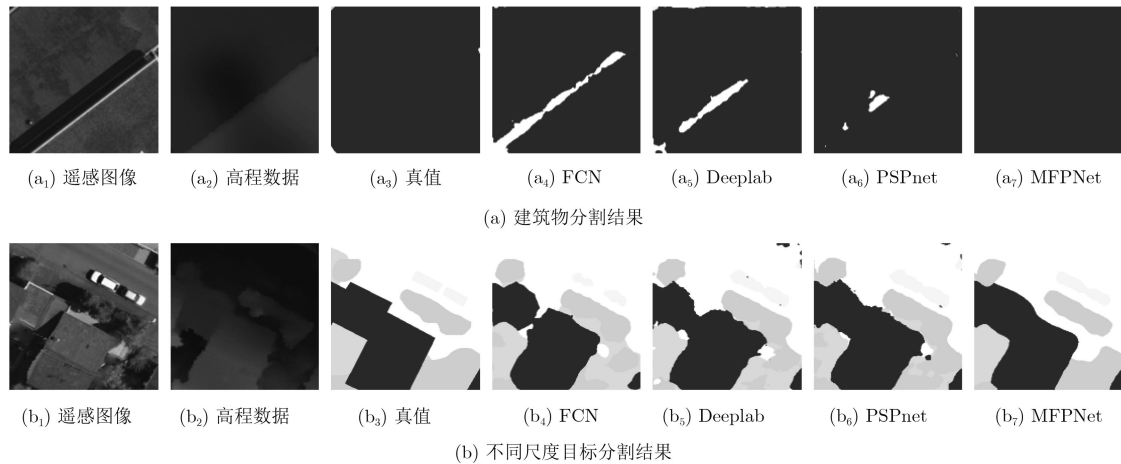 (a₁) 遥感图像 (a₂) 高程数据 (a₃) 真值 (a₄) FCN (a₅) Deeplab (a₆) PSPnet (a₇) MFPNet
(a) 建筑物分割结果
(b₁) 遥感图像 (b₂) 高程数据 (b₃) 真值 (b₄) FCN (b₅) Deeplab (b₆) PSPnet (b₇) MFPNet
(b) 不同尺度目标分割结果